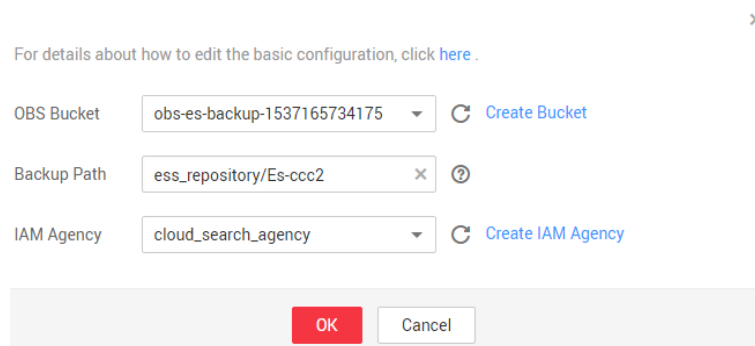 For details about how to edit the basic configuration, click here .
OBS Bucket obs-es-backup-1537165734175 Create Bucket
Backup Path ess_repository/Es-ccc2
IAM Agency cloud_search_agency Create IAM Agency
OK Cancel